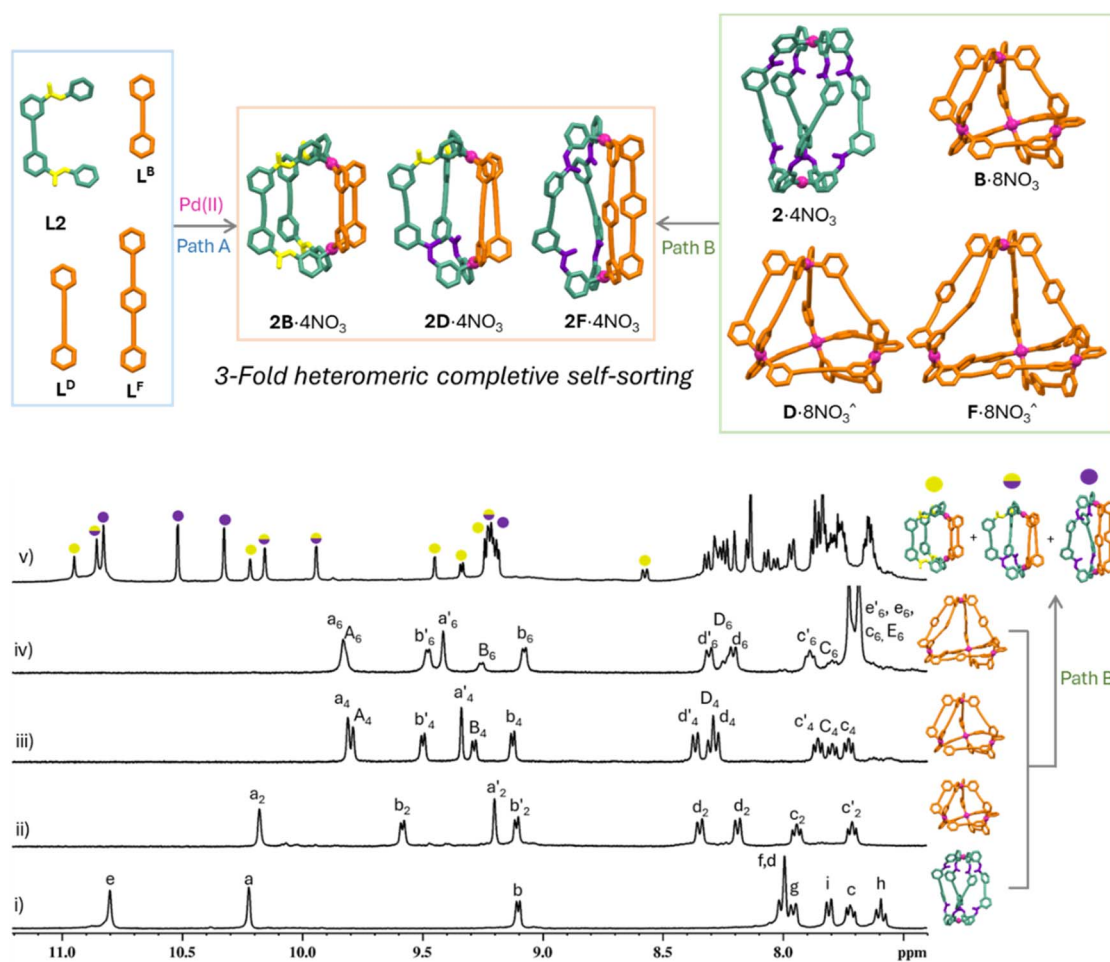 L2
L^B
L^D
L^F
Pd(II)
Path A
2B·4NO₃
2D·4NO₃
2F·4NO₃
3-Fold heteromeric completive self-sorting
Path B
2·4NO₃
B·8NO₃
D·8NO₃^
F·8NO₃^
v)
+
+
iv)
a₆
A₆
b'₆
a'₆
B₆
b₆
d'₆
D₆
d₆
c'₆
C₆
e'₆, e₆,
c₆, E₆
Path B
iii)
a₄
A₄
b'₄
a'₄
B₄
b₄
d'₄
D₄
d₄
c'₄
C₄
c₄
ii)
a₂
b₂
a'₂
b'₂
d₂
d₂
c₂
c'₂
i)
e
a
b
f,d
g
i
c
h
11.0
10.0
9.5
9.0
8.5
8.0
ppm